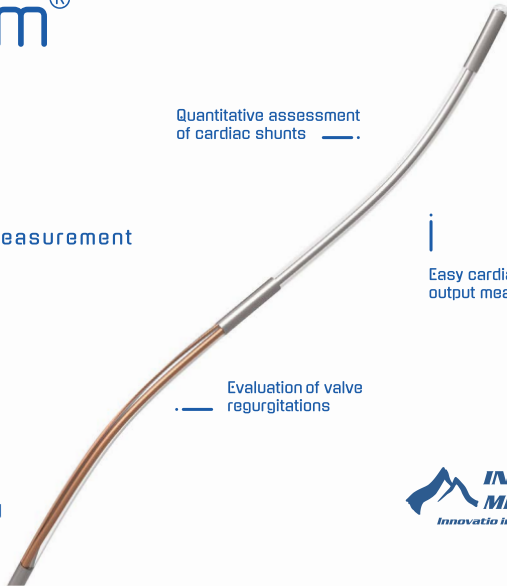 m®
Quantitative assessment
of cardiac shunts
easurement
Easy cardia
output mea
Evaluation of valve
regurgitations
IN
Innovatio i